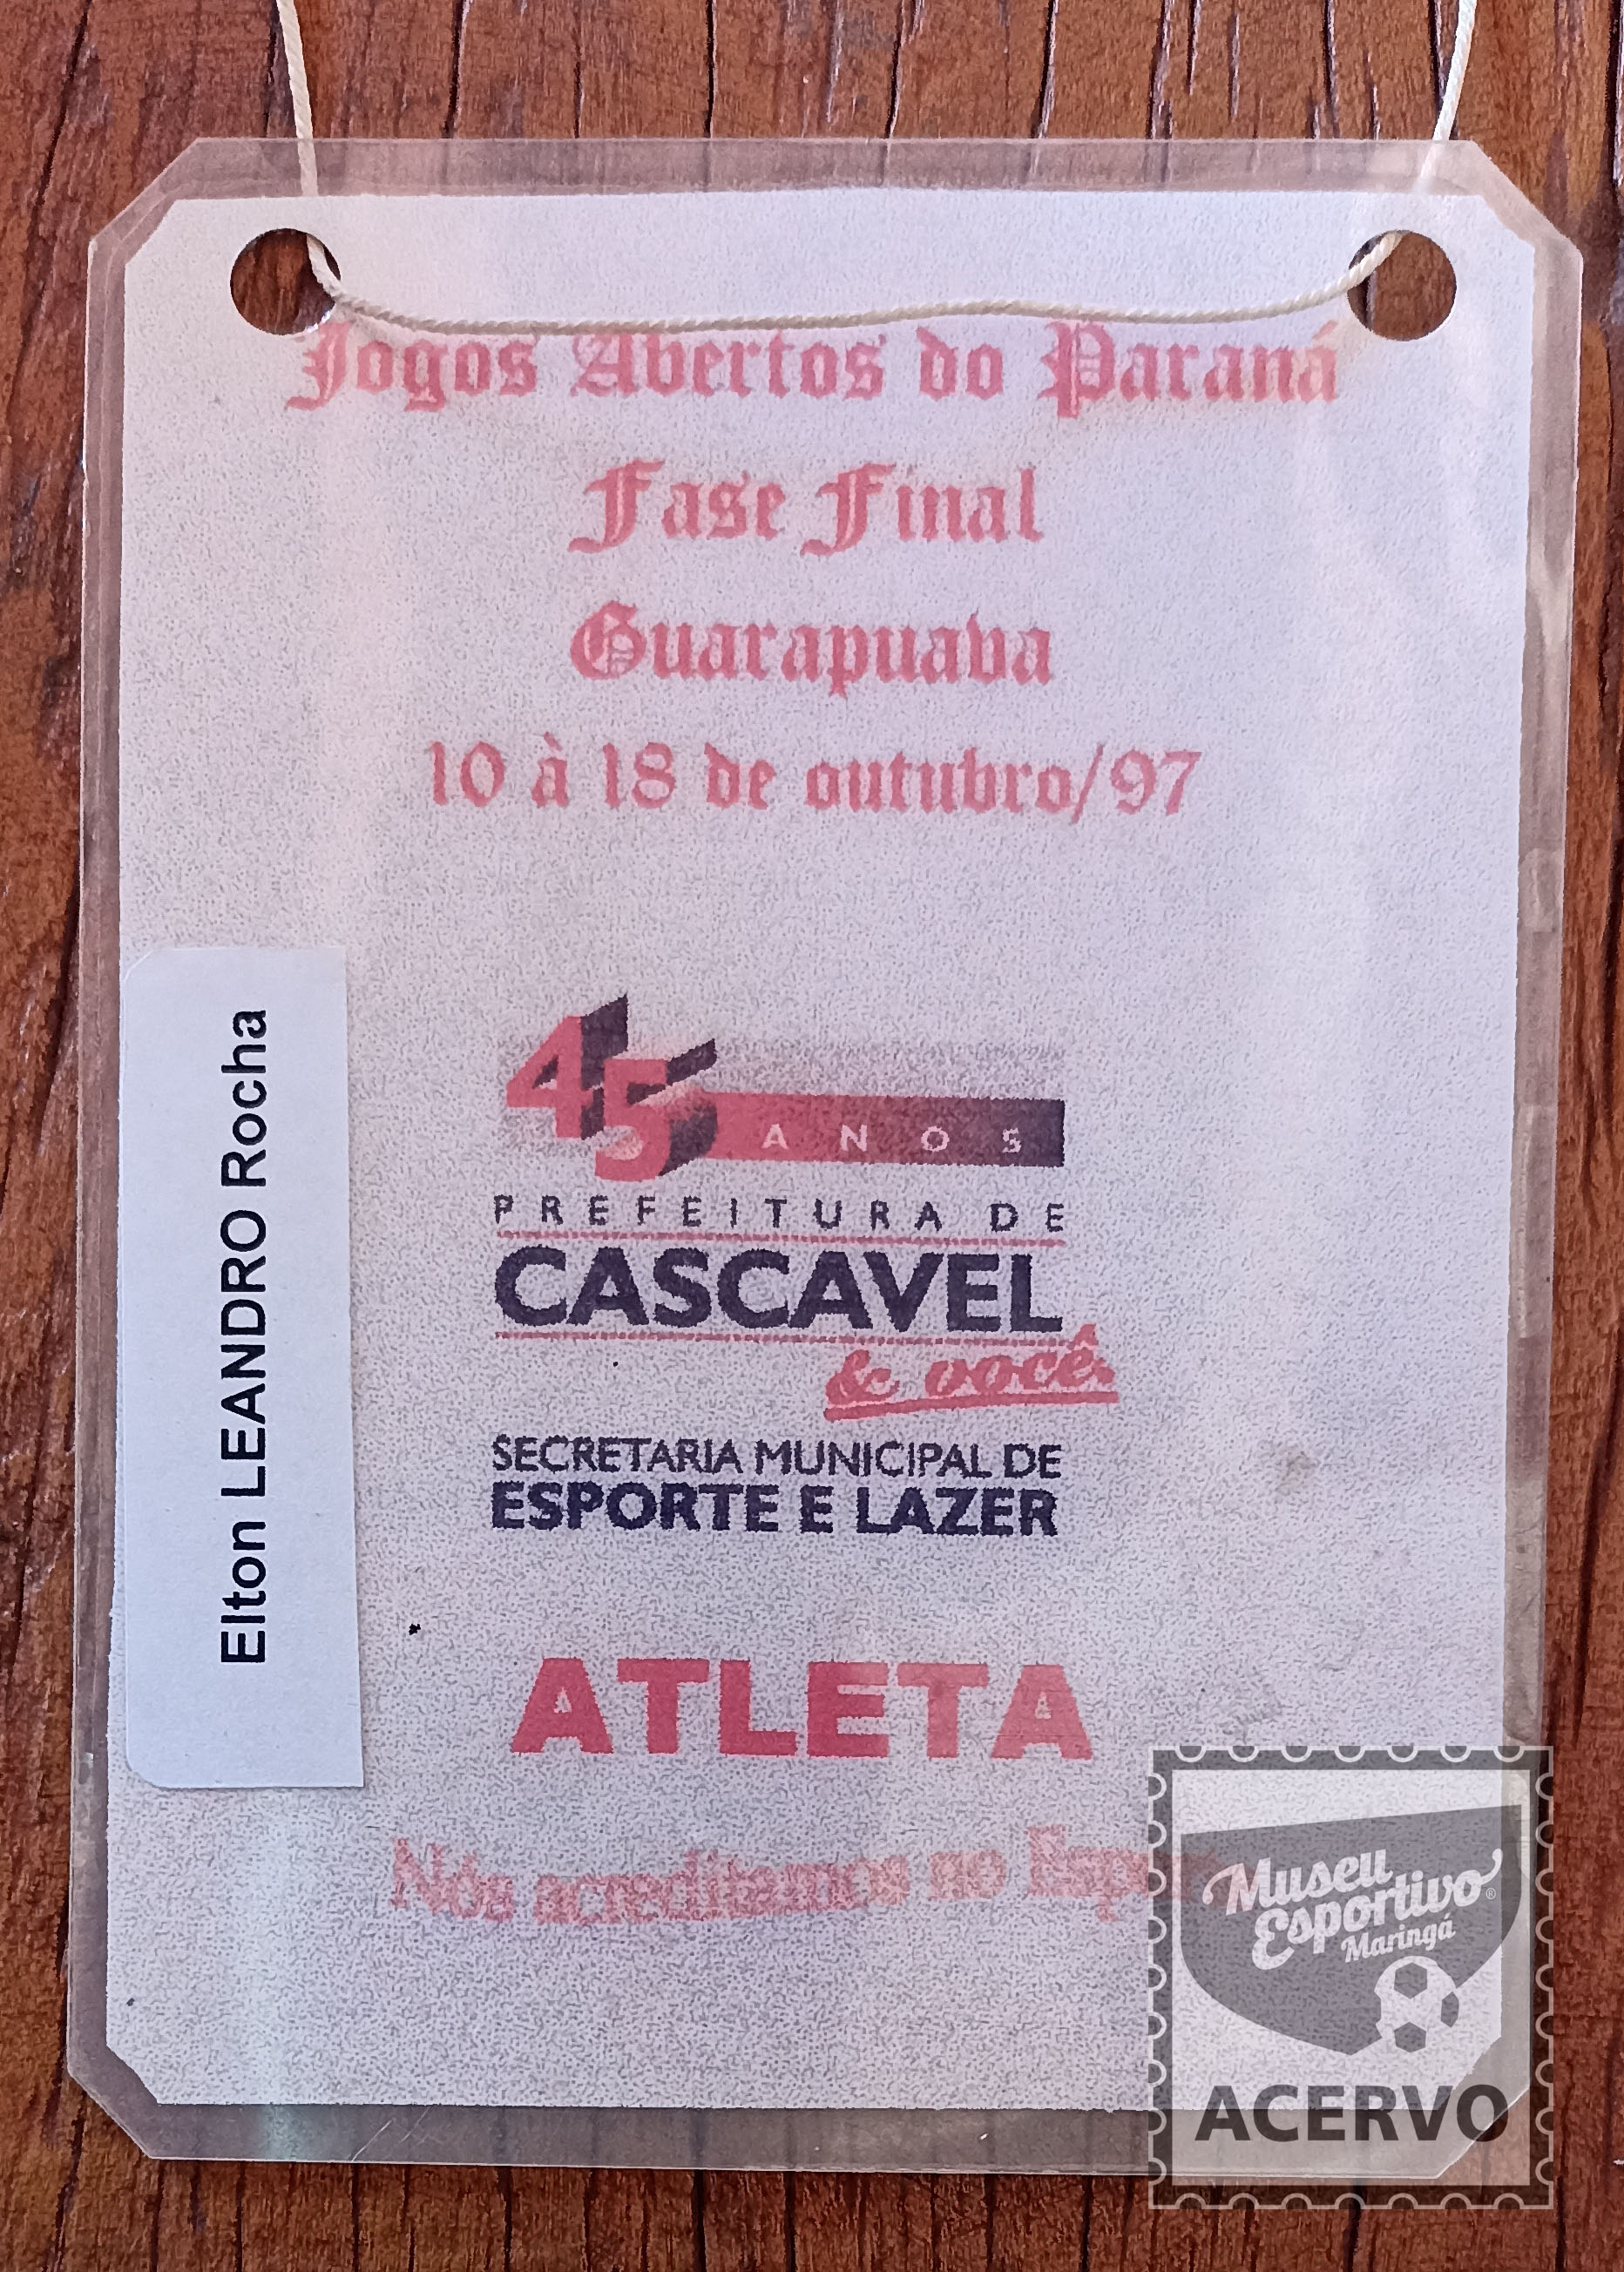 Jogos Abertos do Paraná
Fase Final
Guarapuava
10 à 18 de outubro/97
Elton LEANDRO Rocha
45 ANOS
PREFEITURA DE
CASCAVEL
& você.
SECRETARIA MUNICIPAL DE
ESPORTE E LAZER
ATLETA
Nós acreditamos no
Museu
Esportivo®
Maringá
ACERVO